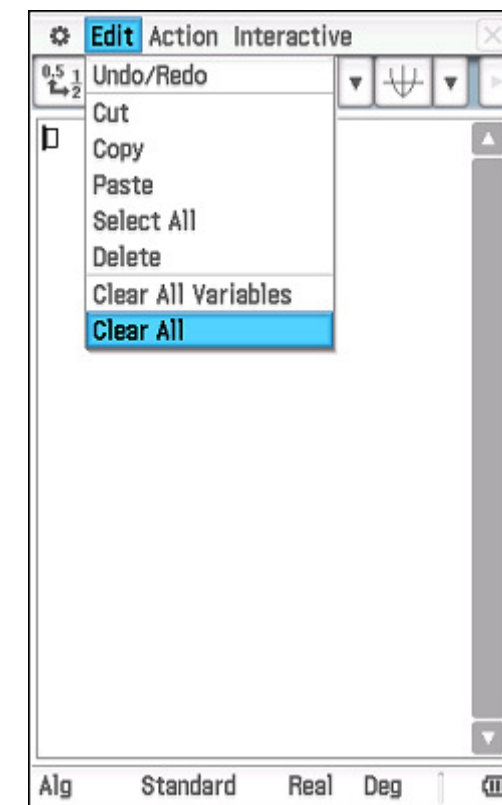 Edit Action Interactive
0.5 1
2
Undo/Redo
Cut
Copy
Paste
Select All
Delete
Clear All Variables
Clear All
Alg Standard Real Deg